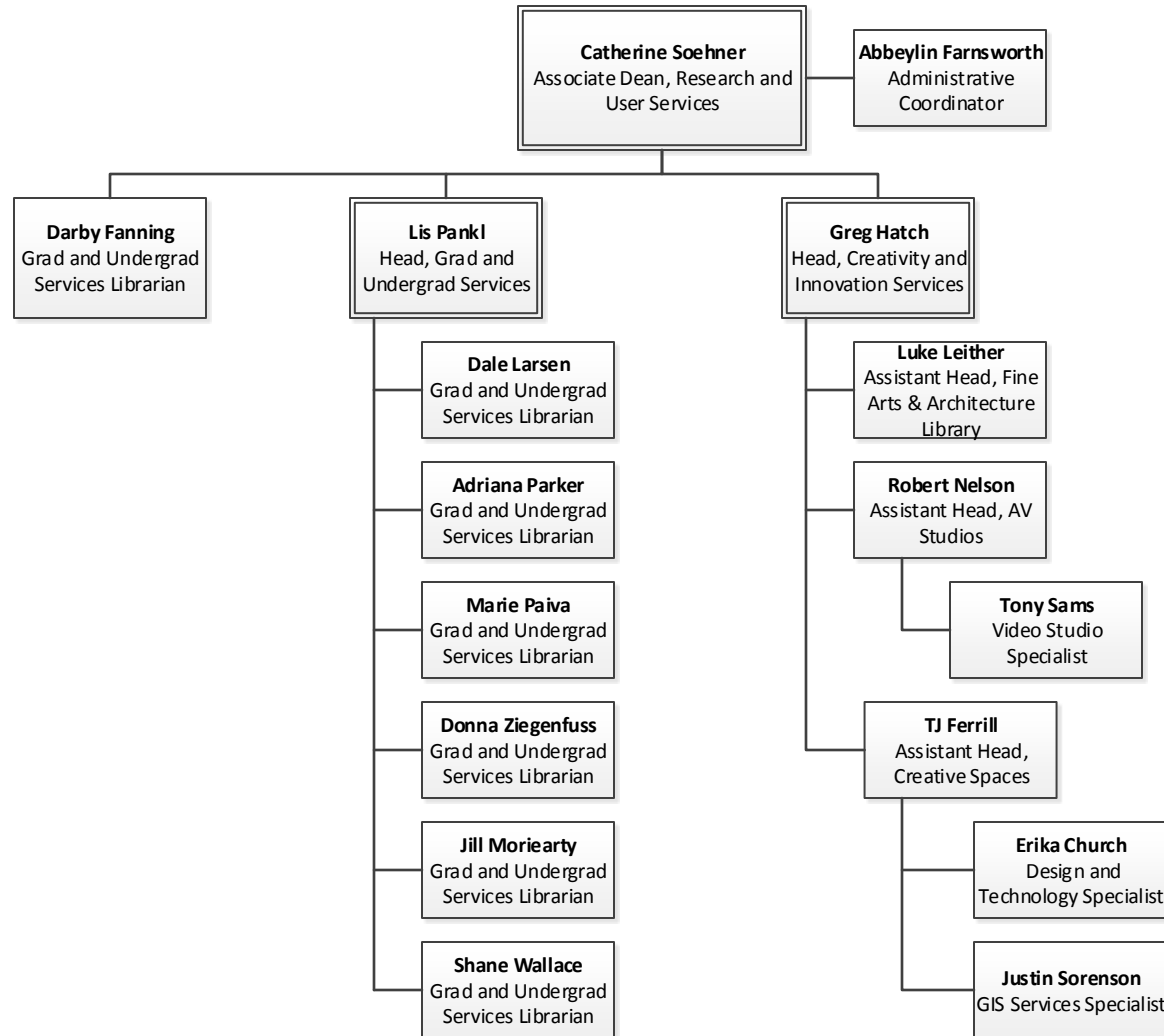 Catherine Soehner
Associate Dean, Research and
User Services
Abbeylin Farnsworth
Administrative
Coordinator
Darby Fanning
Grad and Undergrad
Services Librarian
Lis Pankl
Head, Grad and
Undergrad Services
Dale Larsen
Grad and Undergrad
Services Librarian
Adriana Parker
Grad and Undergrad
Services Librarian
Marie Paiva
Grad and Undergrad
Services Librarian
Donna Ziegenfuss
Grad and Undergrad
Services Librarian
Jill Moriearty
Grad and Undergrad
Services Librarian
Shane Wallace
Grad and Undergrad
Services Librarian
Greg Hatch
Head, Creativity and
Innovation Services
Luke Leither
Assistant Head, Fine
Arts & Architecture
Library
Robert Nelson
Assistant Head, AV
Studios
Tony Sams
Video Studio
Specialist
TJ Ferrill
Assistant Head,
Creative Spaces
Erika Church
Design and
Technology Specialist
Justin Sorenson
GIS Services Specialist